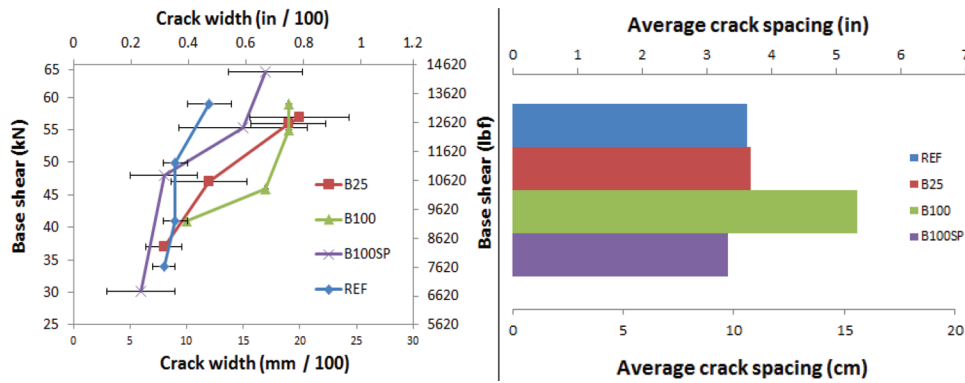 Crack width (in / 100)
0 0.2 0.4 0.6 0.8 1 1.2
Base shear (kN)
65
60
55
50
45
40
35
30
25
14620
13620
12620
11620
10620
9620
8620
7620
6620
5620
Base shear (lbf)
B25
B100
B100SP
REF
0 5 10 15 20 25 30
Crack width (mm / 100)
Average crack spacing (in)
0 1 2 3 4 5 6 7
REF
B25
B100
B100SP
0 5 10 15 20
Average crack spacing (cm)